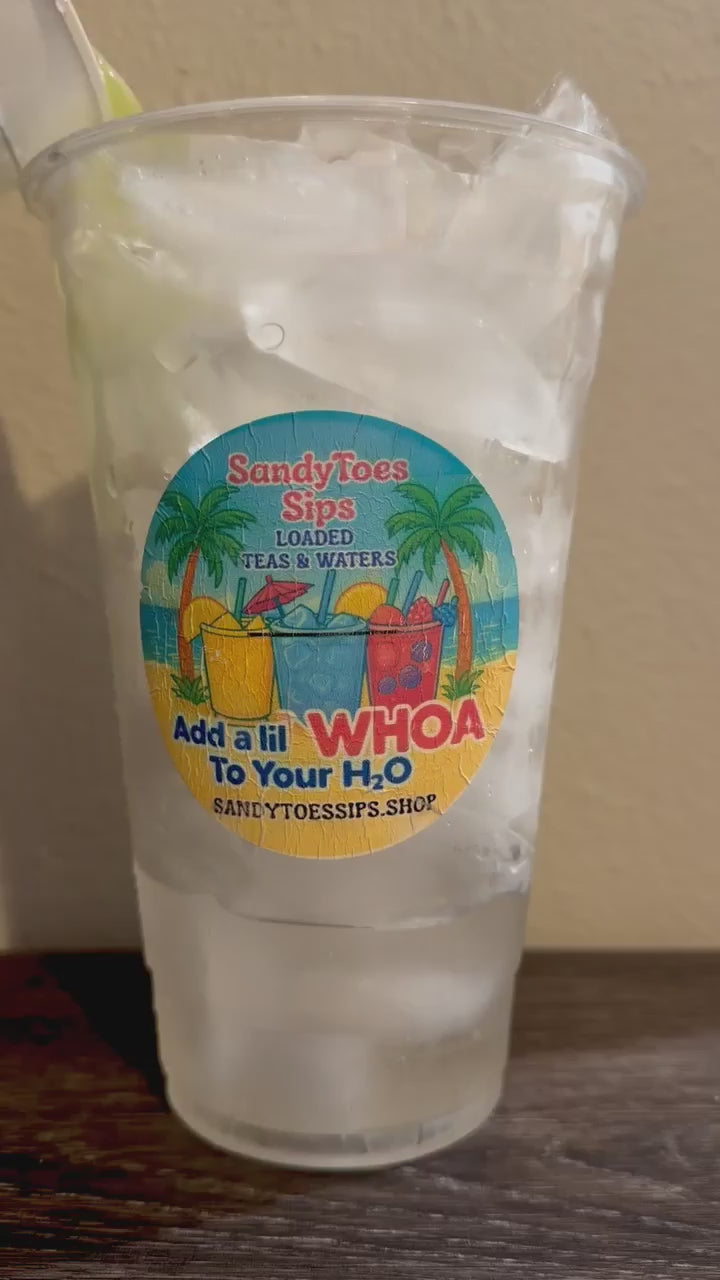 SandyToes
Sips
LOADED
TEAS & WATERS
Add a lil WHOA
To Your H₂O
SANDYTOESSIPS.SHOP